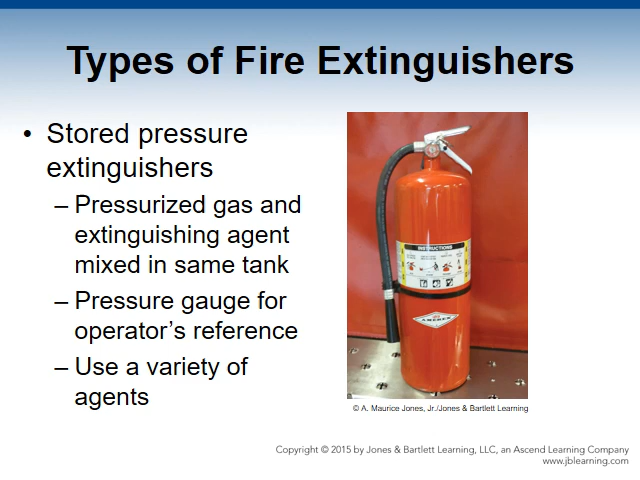 Types of Fire Extinguishers
• Stored pressure
extinguishers
– Pressurized gas and
extinguishing agent
mixed in same tank
– Pressure gauge for
operator's reference
– Use a variety of
agents
INSTRUCTIONS
AMEREX
© A. Maurice Jones, Jr./Jones & Bartlett Learning
Copyright © 2015 by Jones & Bartlett Learning, LLC, an Ascend Learning Company
www.jblearning.com